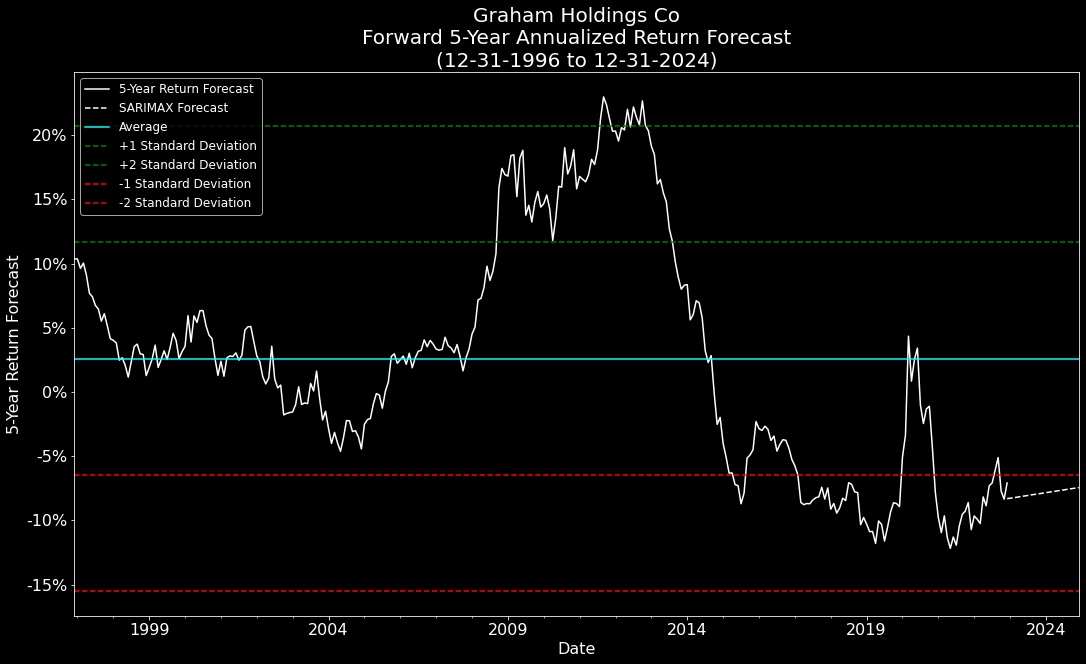 Graham Holdings Co
Forward 5-Year Annualized Return Forecast
(12-31-1996 to 12-31-2024)
5-Year Return Forecast
SARIMAX Forecast
Average
+1 Standard Deviation
+2 Standard Deviation
-1 Standard Deviation
-2 Standard Deviation
20%
15%
10%
5%
0%
-5%
-10%
-15%
5-Year Return Forecast
1999
2004
2009
2014
2019
2024
Date